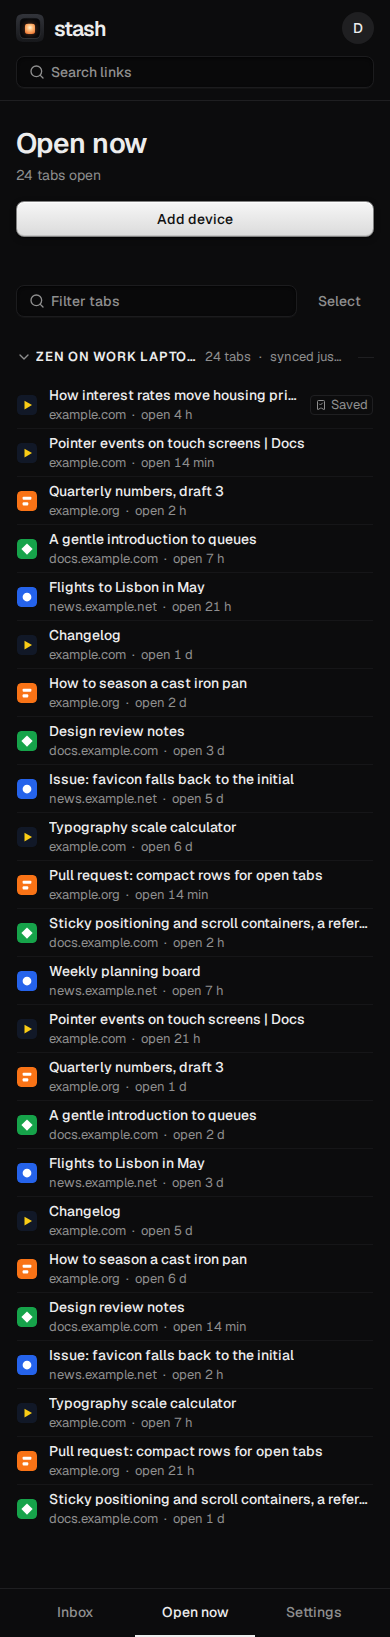 stash
D
Search links
Open now
24 tabs open
Add device
Filter tabs
Select
ZEN ON WORK LAPTO... 24 tabs · synced jus...
How interest rates move housing pri...
example.com · open 4 h
Saved
Pointer events on touch screens | Docs
example.com · open 14 min
Quarterly numbers, draft 3
example.org · open 2 h
A gentle introduction to queues
docs.example.com · open 7 h
Flights to Lisbon in May
news.example.net · open 21 h
Changelog
example.com · open 1 d
How to season a cast iron pan
example.org · open 2 d
Design review notes
docs.example.com · open 3 d
Issue: favicon falls back to the initial
news.example.net · open 5 d
Typography scale calculator
example.com · open 6 d
Pull request: compact rows for open tabs
example.org · open 14 min
Sticky positioning and scroll containers, a refer...
docs.example.com · open 2 h
Weekly planning board
news.example.net · open 7 h
Pointer events on touch screens | Docs
example.com · open 21 h
Quarterly numbers, draft 3
example.org · open 1 d
A gentle introduction to queues
docs.example.com · open 2 d
Flights to Lisbon in May
news.example.net · open 3 d
Changelog
example.com · open 5 d
How to season a cast iron pan
example.org · open 6 d
Design review notes
docs.example.com · open 14 min
Issue: favicon falls back to the initial
news.example.net · open 2 h
Typography scale calculator
example.com · open 7 h
Pull request: compact rows for open tabs
example.org · open 21 h
Sticky positioning and scroll containers, a refer...
docs.example.com · open 1 d
Inbox
Open now
Settings